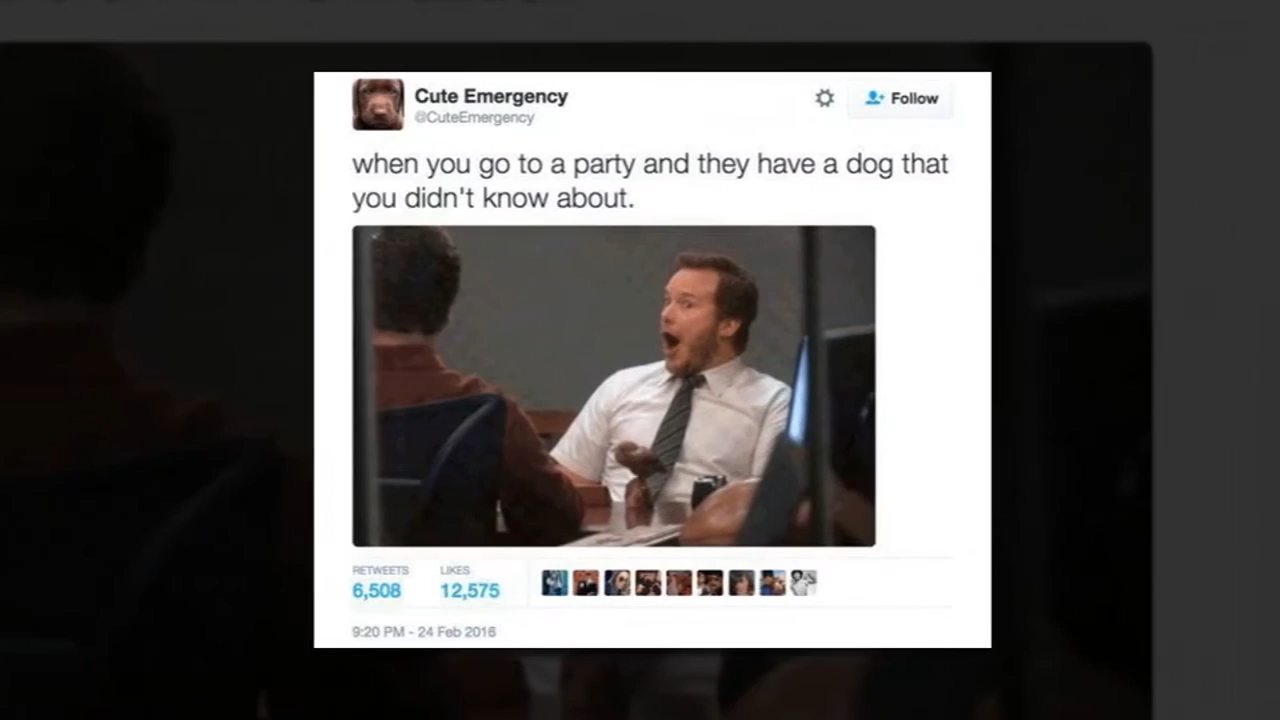 Cute Emergency
@CuteEmergency
Follow
when you go to a party and they have a dog that
you didn't know about.
RETWEETS LIKES
6,508 12,575
9:20 PM - 24 Feb 2016